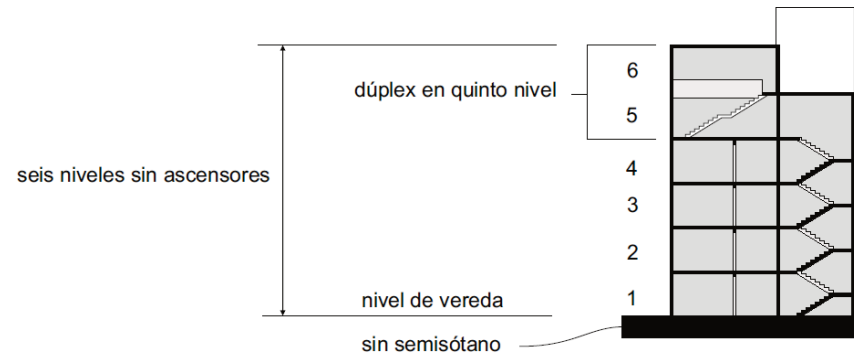 6
dúplex en quinto nivel
5
4
seis niveles sin ascensores
3
2
nivel de vereda
1
sin semisótano